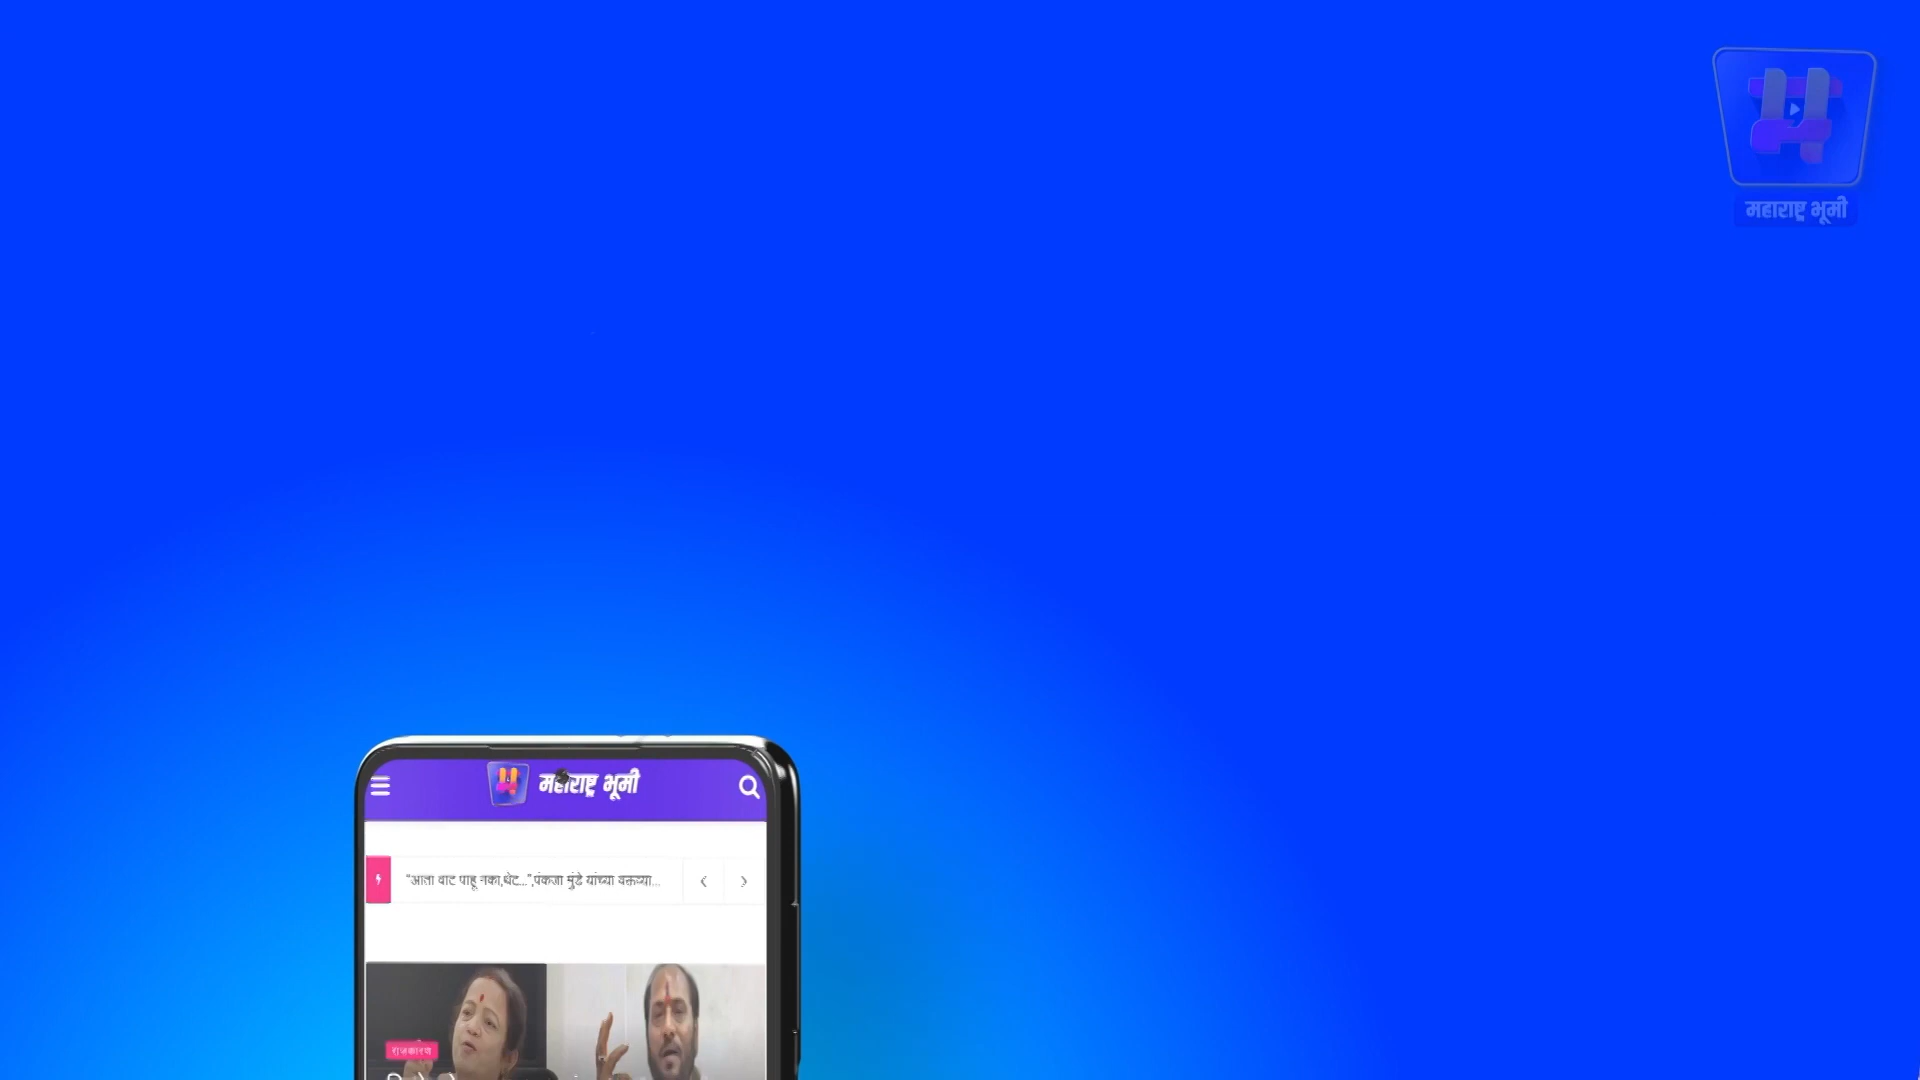 महाराष्ट्र भूमी
महाराष्ट्र भूमी
"आता वाट पाहू नका,थेट...",पंकजा मुंडे यांच्या वक्तव्या...
राजकारण